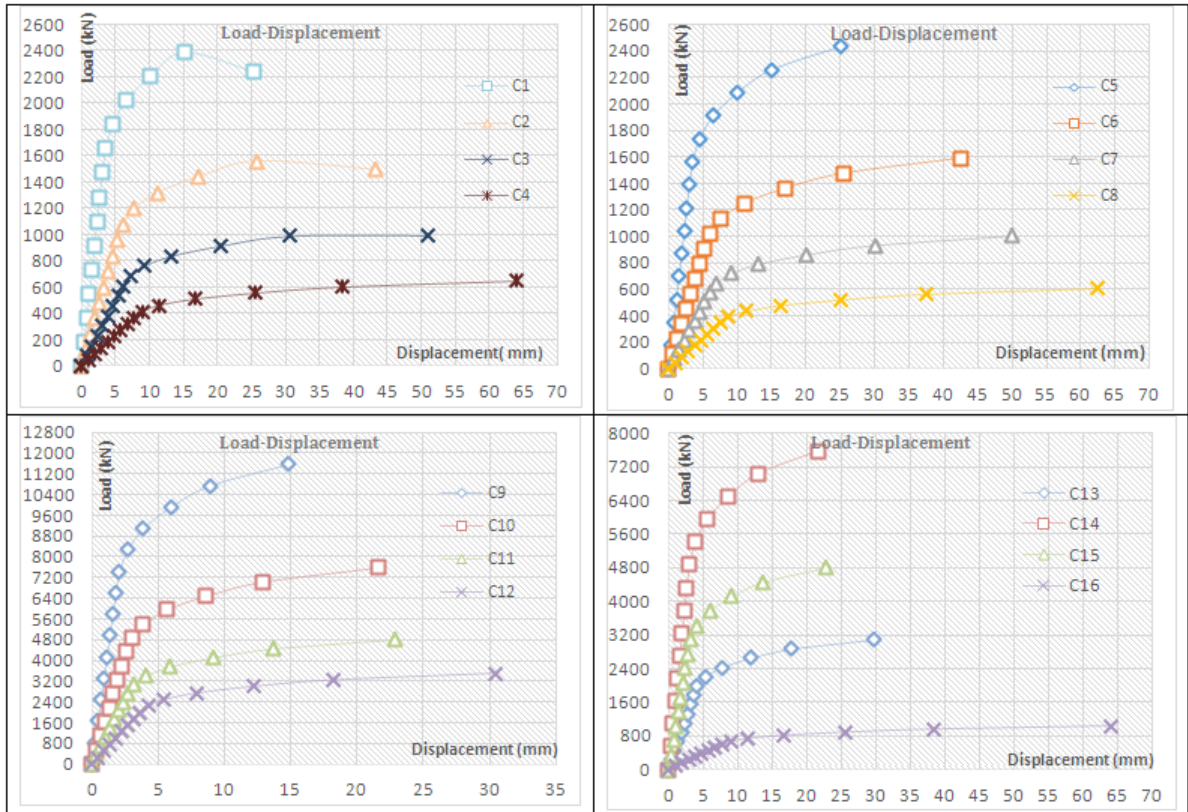 Load-Displacement
Load (kN)
2600
2400
2200
2000
1800
1600
1400
1200
1000
800
600
400
200
0
C1
C2
C3
C4
Displacement( mm)
0 5 10 15 20 25 30 35 40 45 50 55 60 65 70
Load-Displacement
Load (kN)
2600
2400
2200
2000
1800
1600
1400
1200
1000
800
600
400
200
0
C5
C6
C7
C8
Displacement (mm)
0 5 10 15 20 25 30 35 40 45 50 55 60 65 70
Load-Displacement
Load (kN)
12800
12000
11200
10400
9600
8800
8000
7200
6400
5600
4800
4000
3200
2400
1600
800
0
C9
C10
C11
C12
Displacement (mm)
0 5 10 15 20 25 30 35
Load-Displacement
Load (kN)
8000
7200
6400
5600
4800
4000
3200
2400
1600
800
0
C13
C14
C15
C16
Displacement (mm)
0 5 10 15 20 25 30 35 40 45 50 55 60 65 70